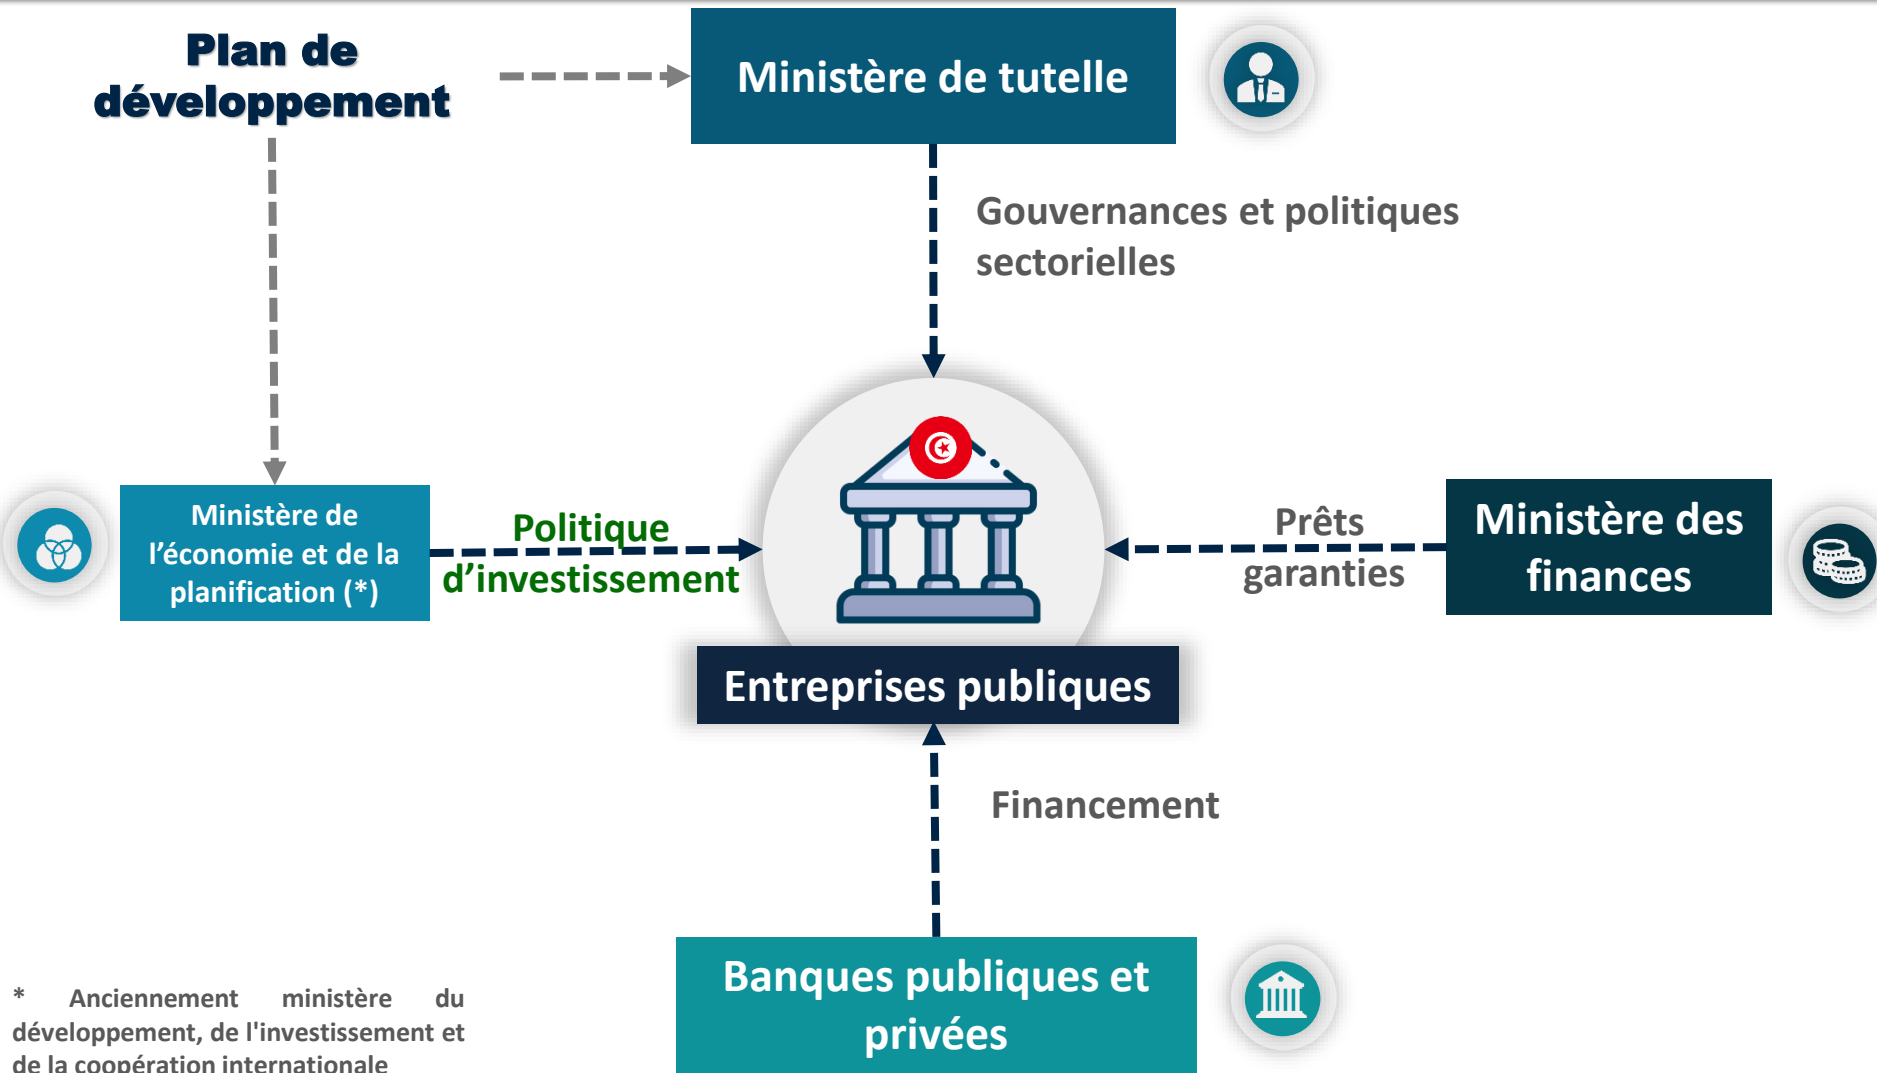 Plan de
développement
Ministère de tutelle
Gouvernances et politiques
sectorielles
Ministère de
l’économie et de la
planification (*)
Politique
d’investissement
Prêts
garanties
Ministère des
finances
Entreprises publiques
Financement
Banques publiques et
privées
* Anciennement ministère du
développement, de l'investissement et
de la coopération internationale